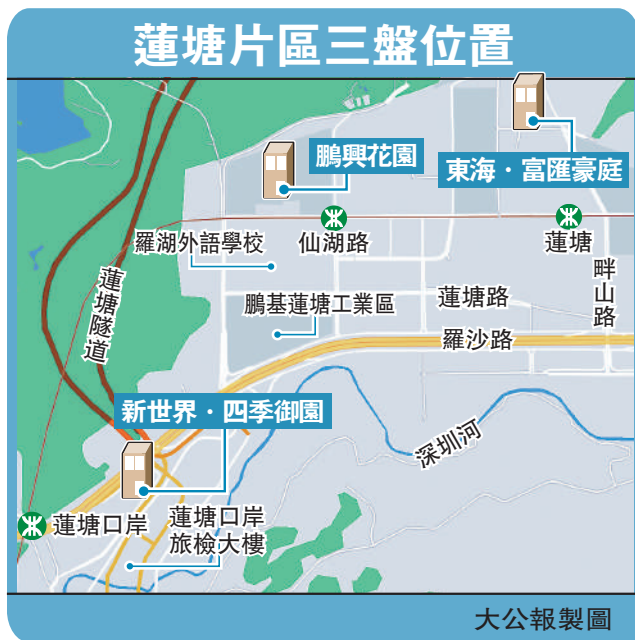 蓮塘片區三盤位置
鵬興花園
東海·富匯豪庭
羅湖外語學校
仙湖路
蓮塘
畔山路
蓮塘隧道
鵬基蓮塘工業區
蓮塘路
羅沙路
新世界·四季御園
深圳河
蓮塘口岸
蓮塘口岸
旅檢大樓
大公報製圖